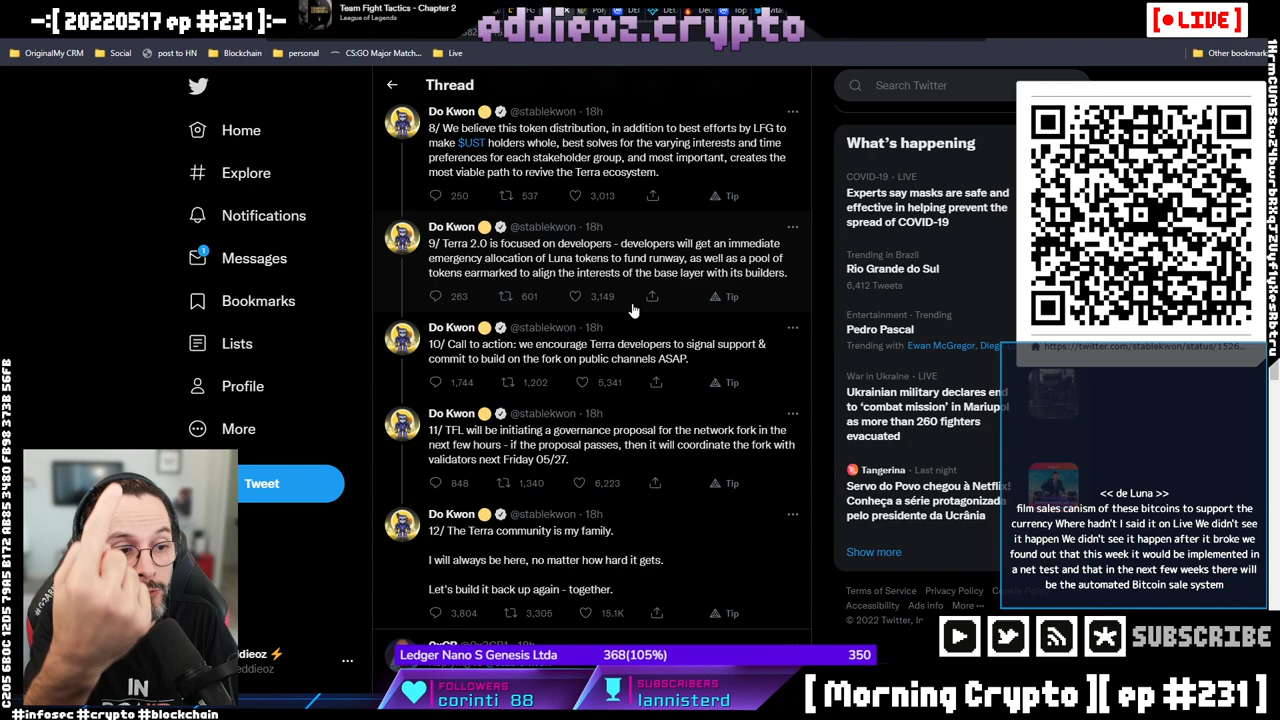 -:[ 20220517 ep #231 ]:-
Team Fight Tactics - Chapter 2
League of Legends
eddieoz.crypto
[ ● LIVE ]
OriginalMy CRM
Social
post to HN
Blockchain
personal
CS:GO Major Match...
Live
Other bookmark
Home
Explore
Notifications
1
Messages
Bookmarks
Lists
Profile
More
Tweet
Thread
Do Kwon @stablekwon · 18h
8/ We believe this token distribution, in addition to best efforts by LFG to
make $UST holders whole, best solves for the varying interests and time
preferences for each stakeholder group, and most important, creates the
most viable path to revive the Terra ecosystem.
250 537 3,013 Tip
Do Kwon @stablekwon · 18h
9/ Terra 2.0 is focused on developers - developers will get an immediate
emergency allocation of Luna tokens to fund runway, as well as a pool of
tokens earmarked to align the interests of the base layer with its builders.
263 601 3,149 Tip
Do Kwon @stablekwon · 18h
10/ Call to action: we encourage Terra developers to signal support &
commit to build on the fork on public channels ASAP.
1,744 1,202 5,341 Tip
Do Kwon @stablekwon · 18h
11/ TFL will be initiating a governance proposal for the network fork in the
next few hours - if the proposal passes, then it will coordinate the fork with
validators next Friday 05/27.
848 1,340 6,223 Tip
Do Kwon @stablekwon · 18h
12/ The Terra community is my family.
I will always be here, no matter how hard it gets.
Let's build it back up again - together.
3,804 3,305 15.1K Tip
Search Twitter
What's happening
COVID-19 · LIVE
Experts say masks are safe and
effective in helping prevent the
spread of COVID-19
Trending in Brazil
Rio Grande do Sul
6,412 Tweets
Entertainment · Trending
Pedro Pascal
Trending with Ewan McGregor,
War in Ukraine · LIVE
Ukrainian military declares end
to 'combat mission' in Mariupol
as more than 260 fighters
evacuated
Tangerina · Last night
Servo do Povo chegou à Netflix!
Conheça a série protagonizada
pelo presidente da Ucrânia
Show more
Terms of Service Privacy Policy
Accessibility Ads info More ...
© 2022 Twitter,
https://twitter.com/stablekwon/status/1526...
<< de Luna >>
film sales canism of these bitcoins to support the
currency Where hadn't I said it on Live We didn't see
it happen We didn't see it happen after it broke we
found out that this week it would be implemented in
a net test and that in the next few weeks there will
be the automated Bitcoin sale system
SUBSCRIBE
Ledger Nano S Genesis Ltda 368(105%) 350
FOLLOWERS
corinti 88
SUBSCRIBERS
lannisterd
[ Morning Crypto ][ ep #231 ]
ddieoz
#infosec #crypto #blockchain